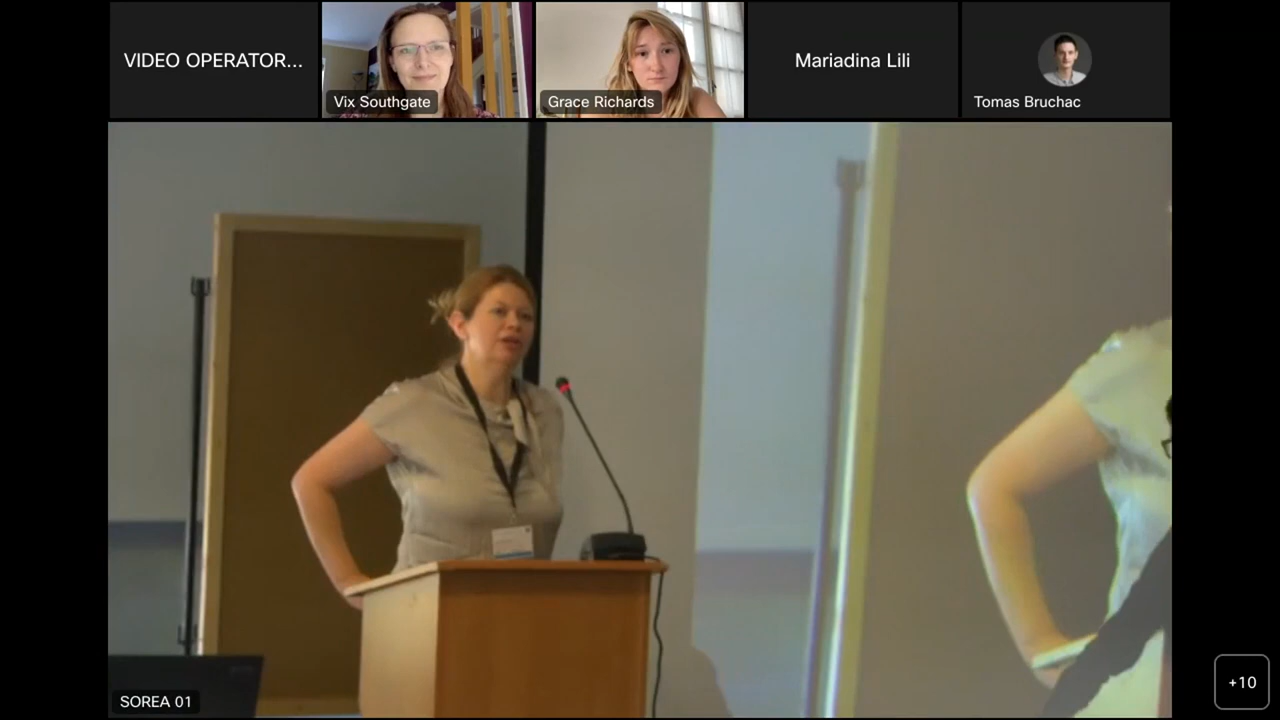 VIDEO OPERATOR...
Vix Southgate
Grace Richards
Mariadina Lili
Tomas Bruchac
SOREA 01
+10